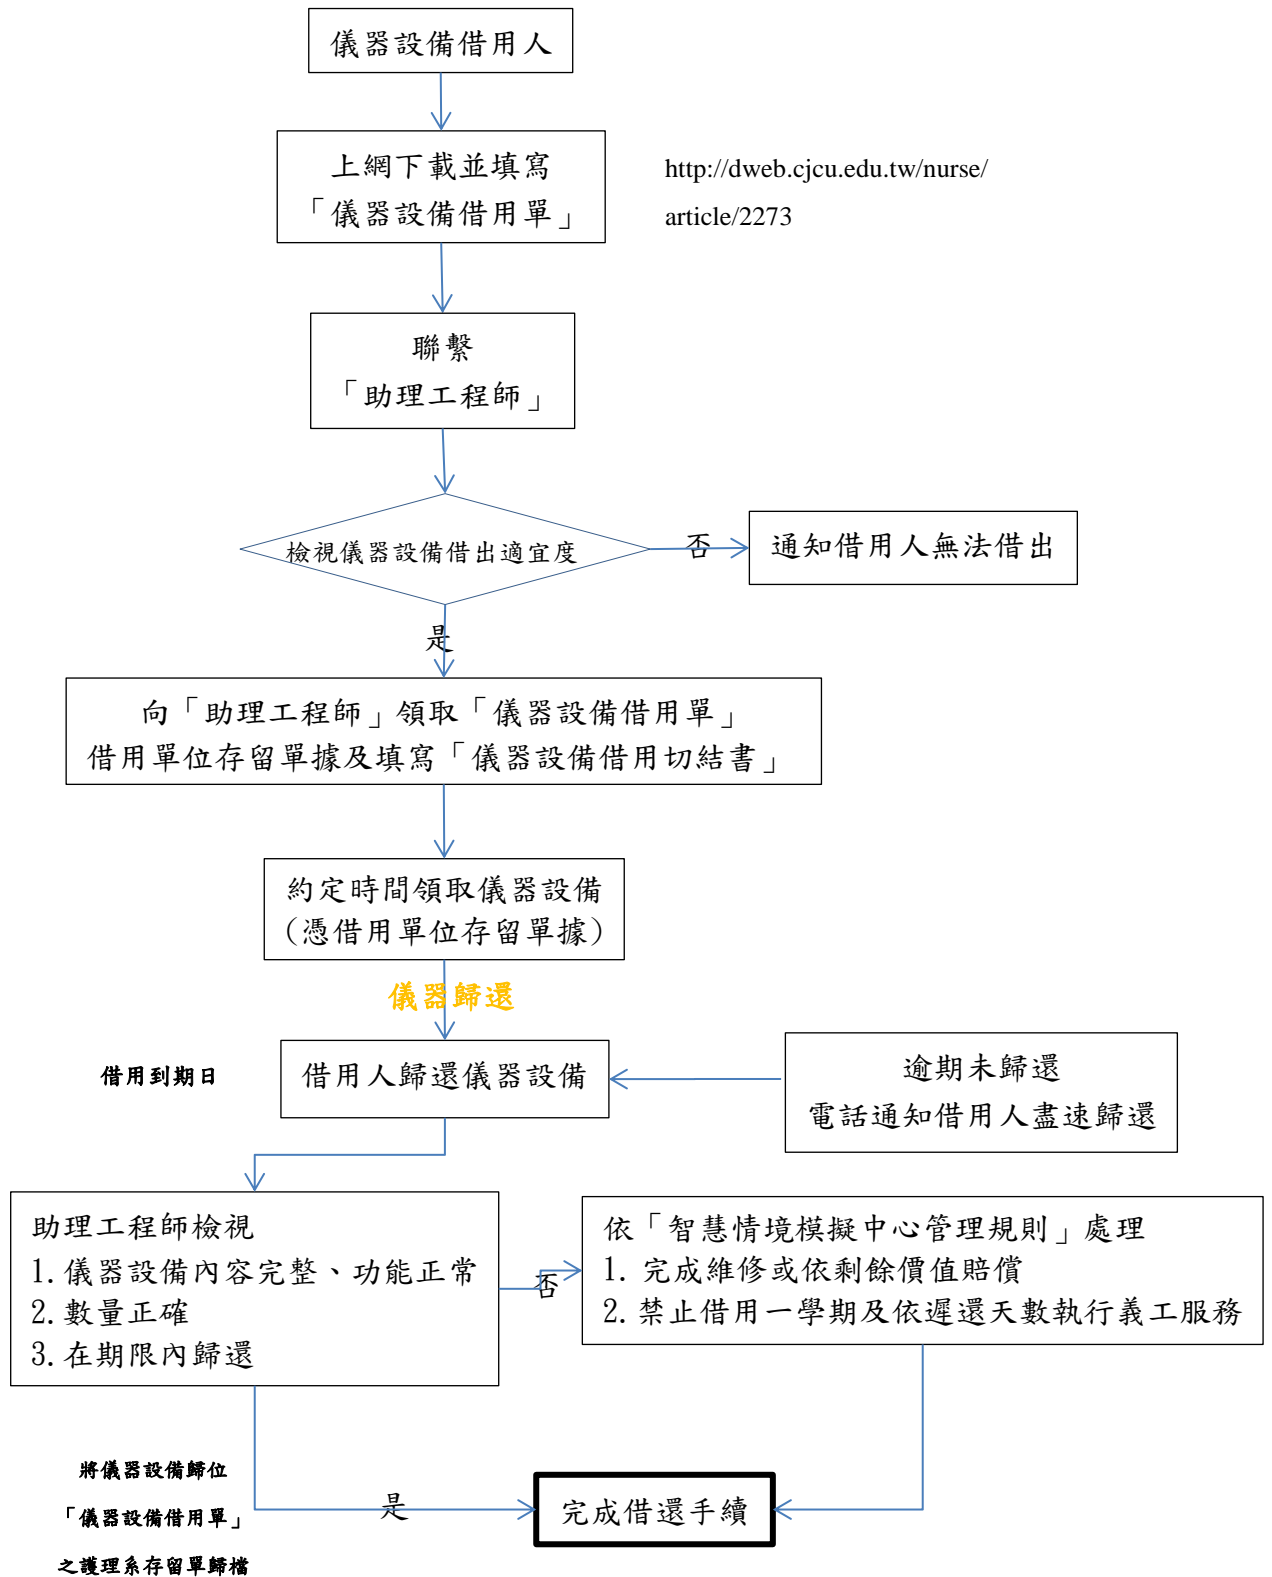 儀器設備借用人
上網下載並填寫
「儀器設備借用單」
http://dweb.cjcu.edu.tw/nurse/
article/2273
聯繫
「助理工程師」
檢視儀器設備借出適宜度
否
通知借用人無法借出
是
向「助理工程師」領取「儀器設備借用單」
借用單位存留單據及填寫「儀器設備借用切結書」
約定時間領取儀器設備
(憑借用單位存留單據)
儀器歸還
借用到期日
借用人歸還儀器設備
逾期未歸還
電話通知借用人盡速歸還
助理工程師檢視
1.儀器設備內容完整、功能正常
2.數量正確
3.在期限內歸還
否
依「智慧情境模擬中心管理規則」處理
1. 完成維修或依剩餘價值賠償
2.禁止借用一學期及依遲還天數執行義工服務
將儀器設備歸位
「儀器設備借用單」
之護理系存留單歸檔
是
完成借還手續